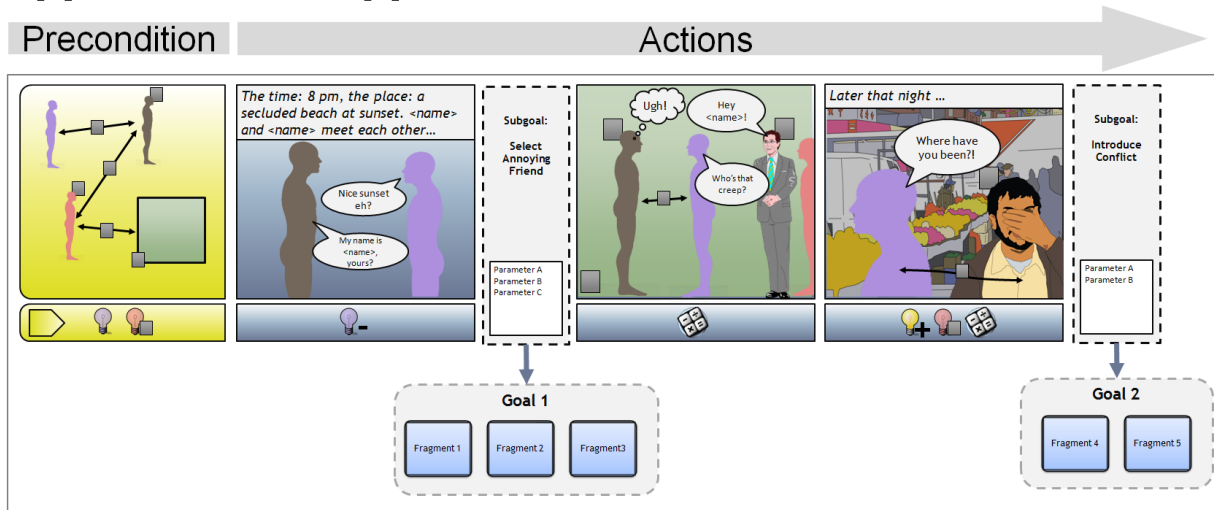 Precondition
Actions
The time: 8 pm, the place: a
secluded beach at sunset. <name>
and <name> meet each other…
Nice sunset
eh?
My name is
<name>,
yours?
Subgoal:
Select
Annoying
Friend
Parameter A
Parameter B
Parameter C
Ugh!
Hey
<name>!
Who's that
creep?
Later that night …
Where have
you been?!
Subgoal:
Introduce
Conflict
Parameter A
Parameter B
Goal 1
Fragment 1
Fragment 2
Fragment3
Goal 2
Fragment 4
Fragment 5